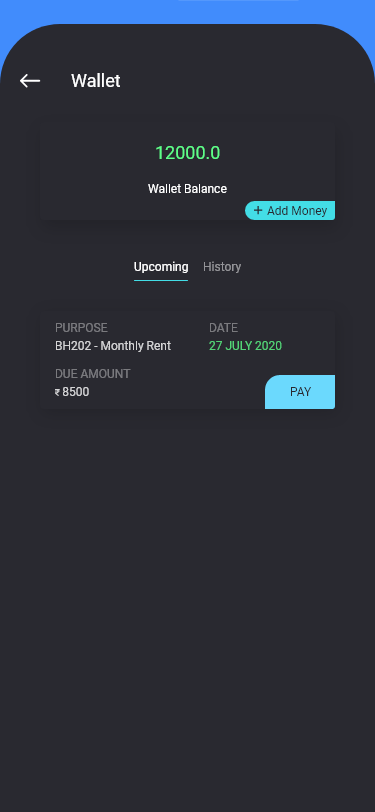 Wallet
12000.0
Wallet Balance
+ Add Money
Upcoming History
PURPOSE DATE
BH202 - Monthly Rent 27 JULY 2020
DUE AMOUNT
₹ 8500
PAY